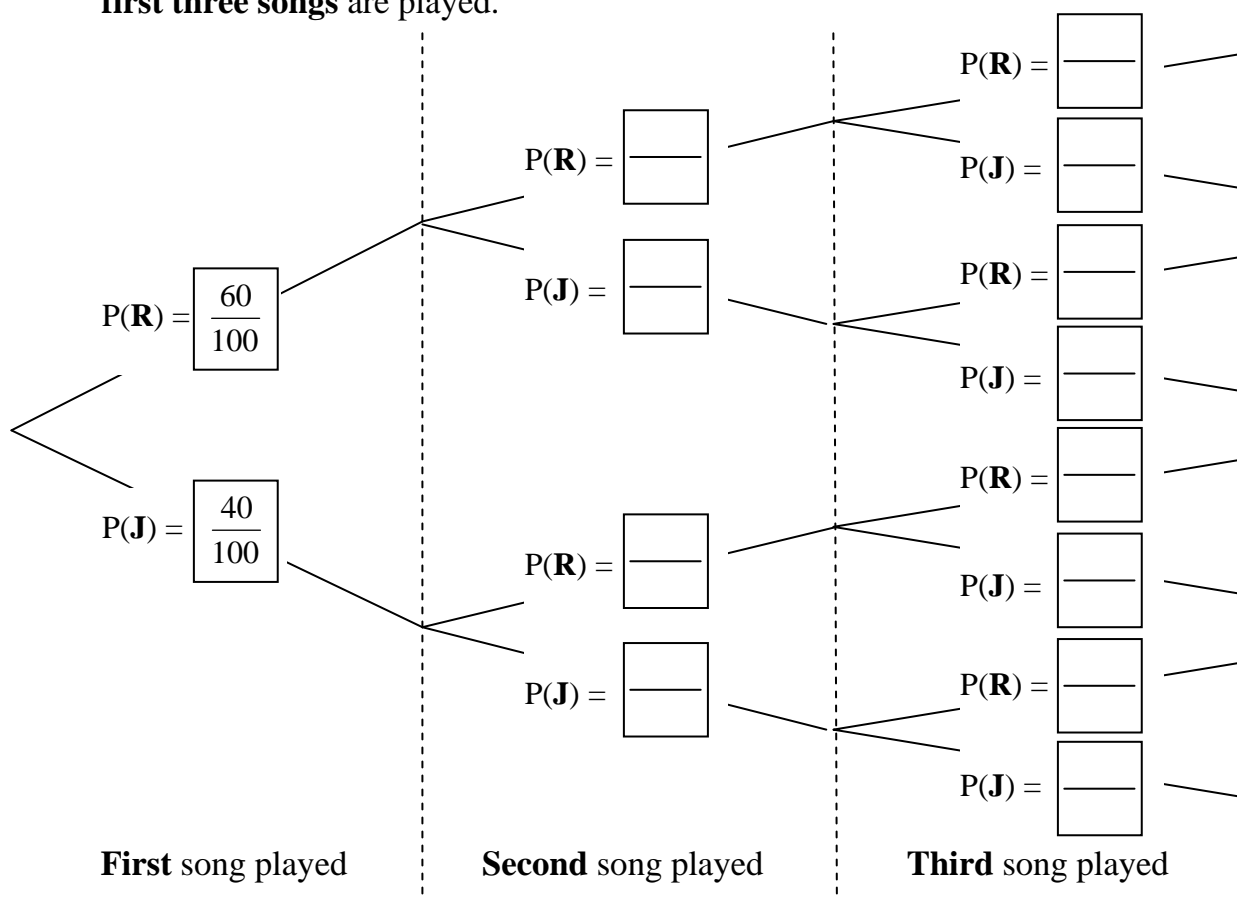 first three songs are played.
P(R) =
P(J) =
P(R) =
P(J) =
P(R) = 60/100
P(R) =
P(J) =
P(J) =
P(R) =
P(J) = 40/100
P(R) =
P(J) =
P(R) =
P(J) =
P(J) =
First song played
Second song played
Third song played